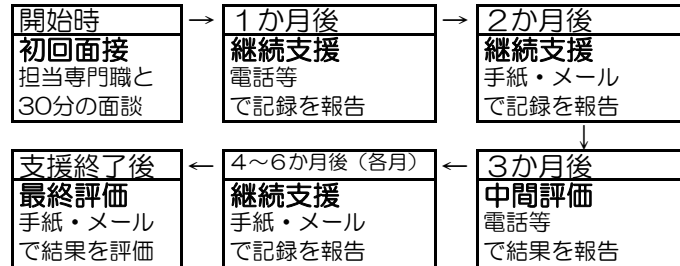 開始時
初回面接
担当専門職と
30分の面談
→
１か月後
継続支援
電話等
で記録を報告
→
２か月後
継続支援
手紙・メール
で記録を報告
↓
３か月後
中間評価
電話等
で結果を報告
←
４～６か月後（各月）
継続支援
手紙・メール
で記録を報告
←
支援終了後
最終評価
手紙・メール
で結果を評価